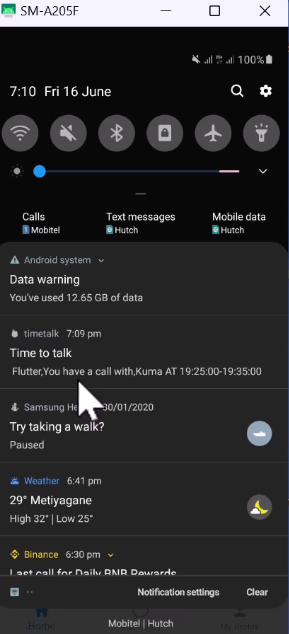 SM-A205F
100%
7:10 Fri 16 June
Calls Text messages Mobile data
1 Mobitel Hutch Hutch
Android system
Data warning
You've used 12.65 GB of data
timetalk 7:09 pm
Time to talk
Flutter,You have a call with,Kuma AT 19:25:00-19:35:00
Samsung He 30/01/2020
Try taking a walk?
Paused
Weather 6:41 pm
29° Metiyagane
High 32° | Low 25°
Binance 6:30 pm
Last call for Daily BNB Rewards
Notification settings Clear
Home My Profile
Mobitel | Hutch